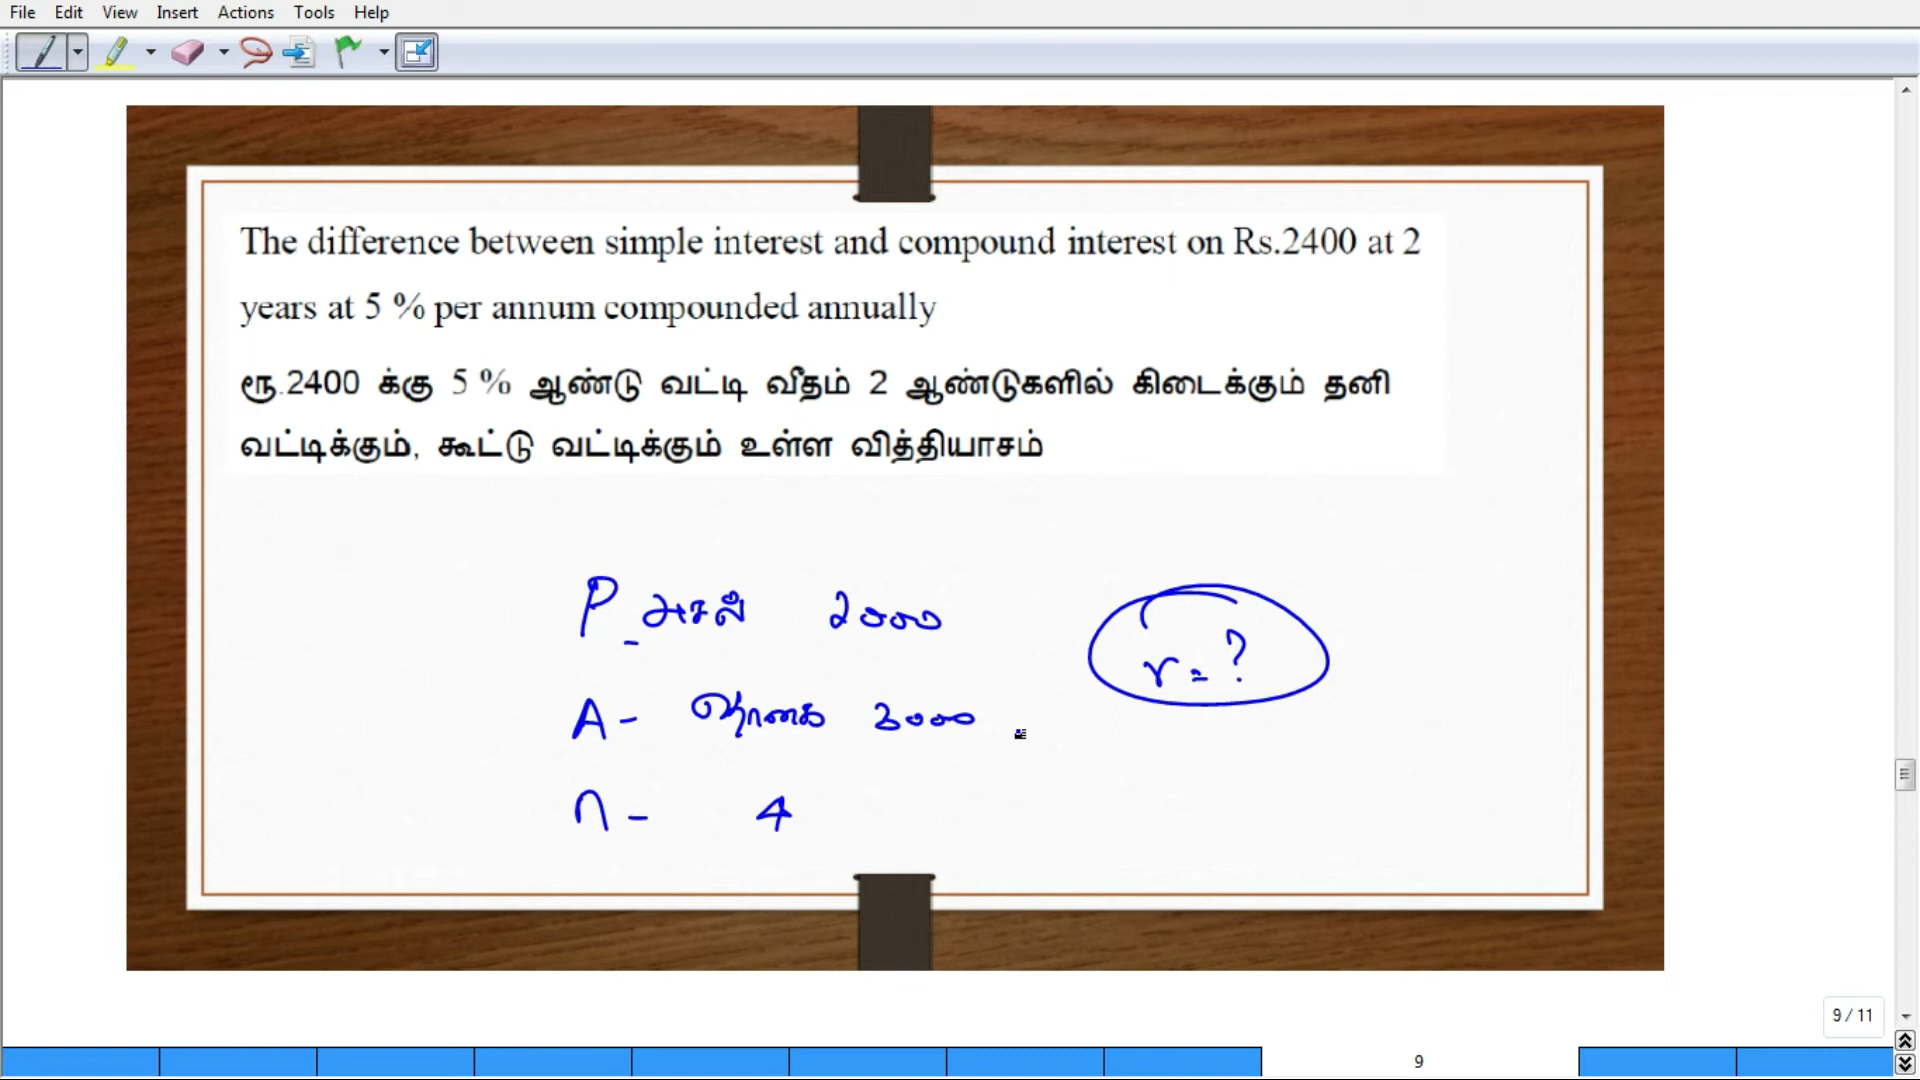 File Edit View Insert Actions Tools Help
The difference between simple interest and compound interest on Rs.2400 at 2
years at 5 % per annum compounded annually
ரூ.2400 க்கு 5 % ஆண்டு வட்டி வீதம் 2 ஆண்டுகளில் கிடைக்கும் தனி
வட்டிக்கும், கூட்டு வட்டிக்கும் உள்ள வித்தியாசம்
P - அசல் 2000
r = ?
A - தொகை 3000
n - 4
9 / 11
9